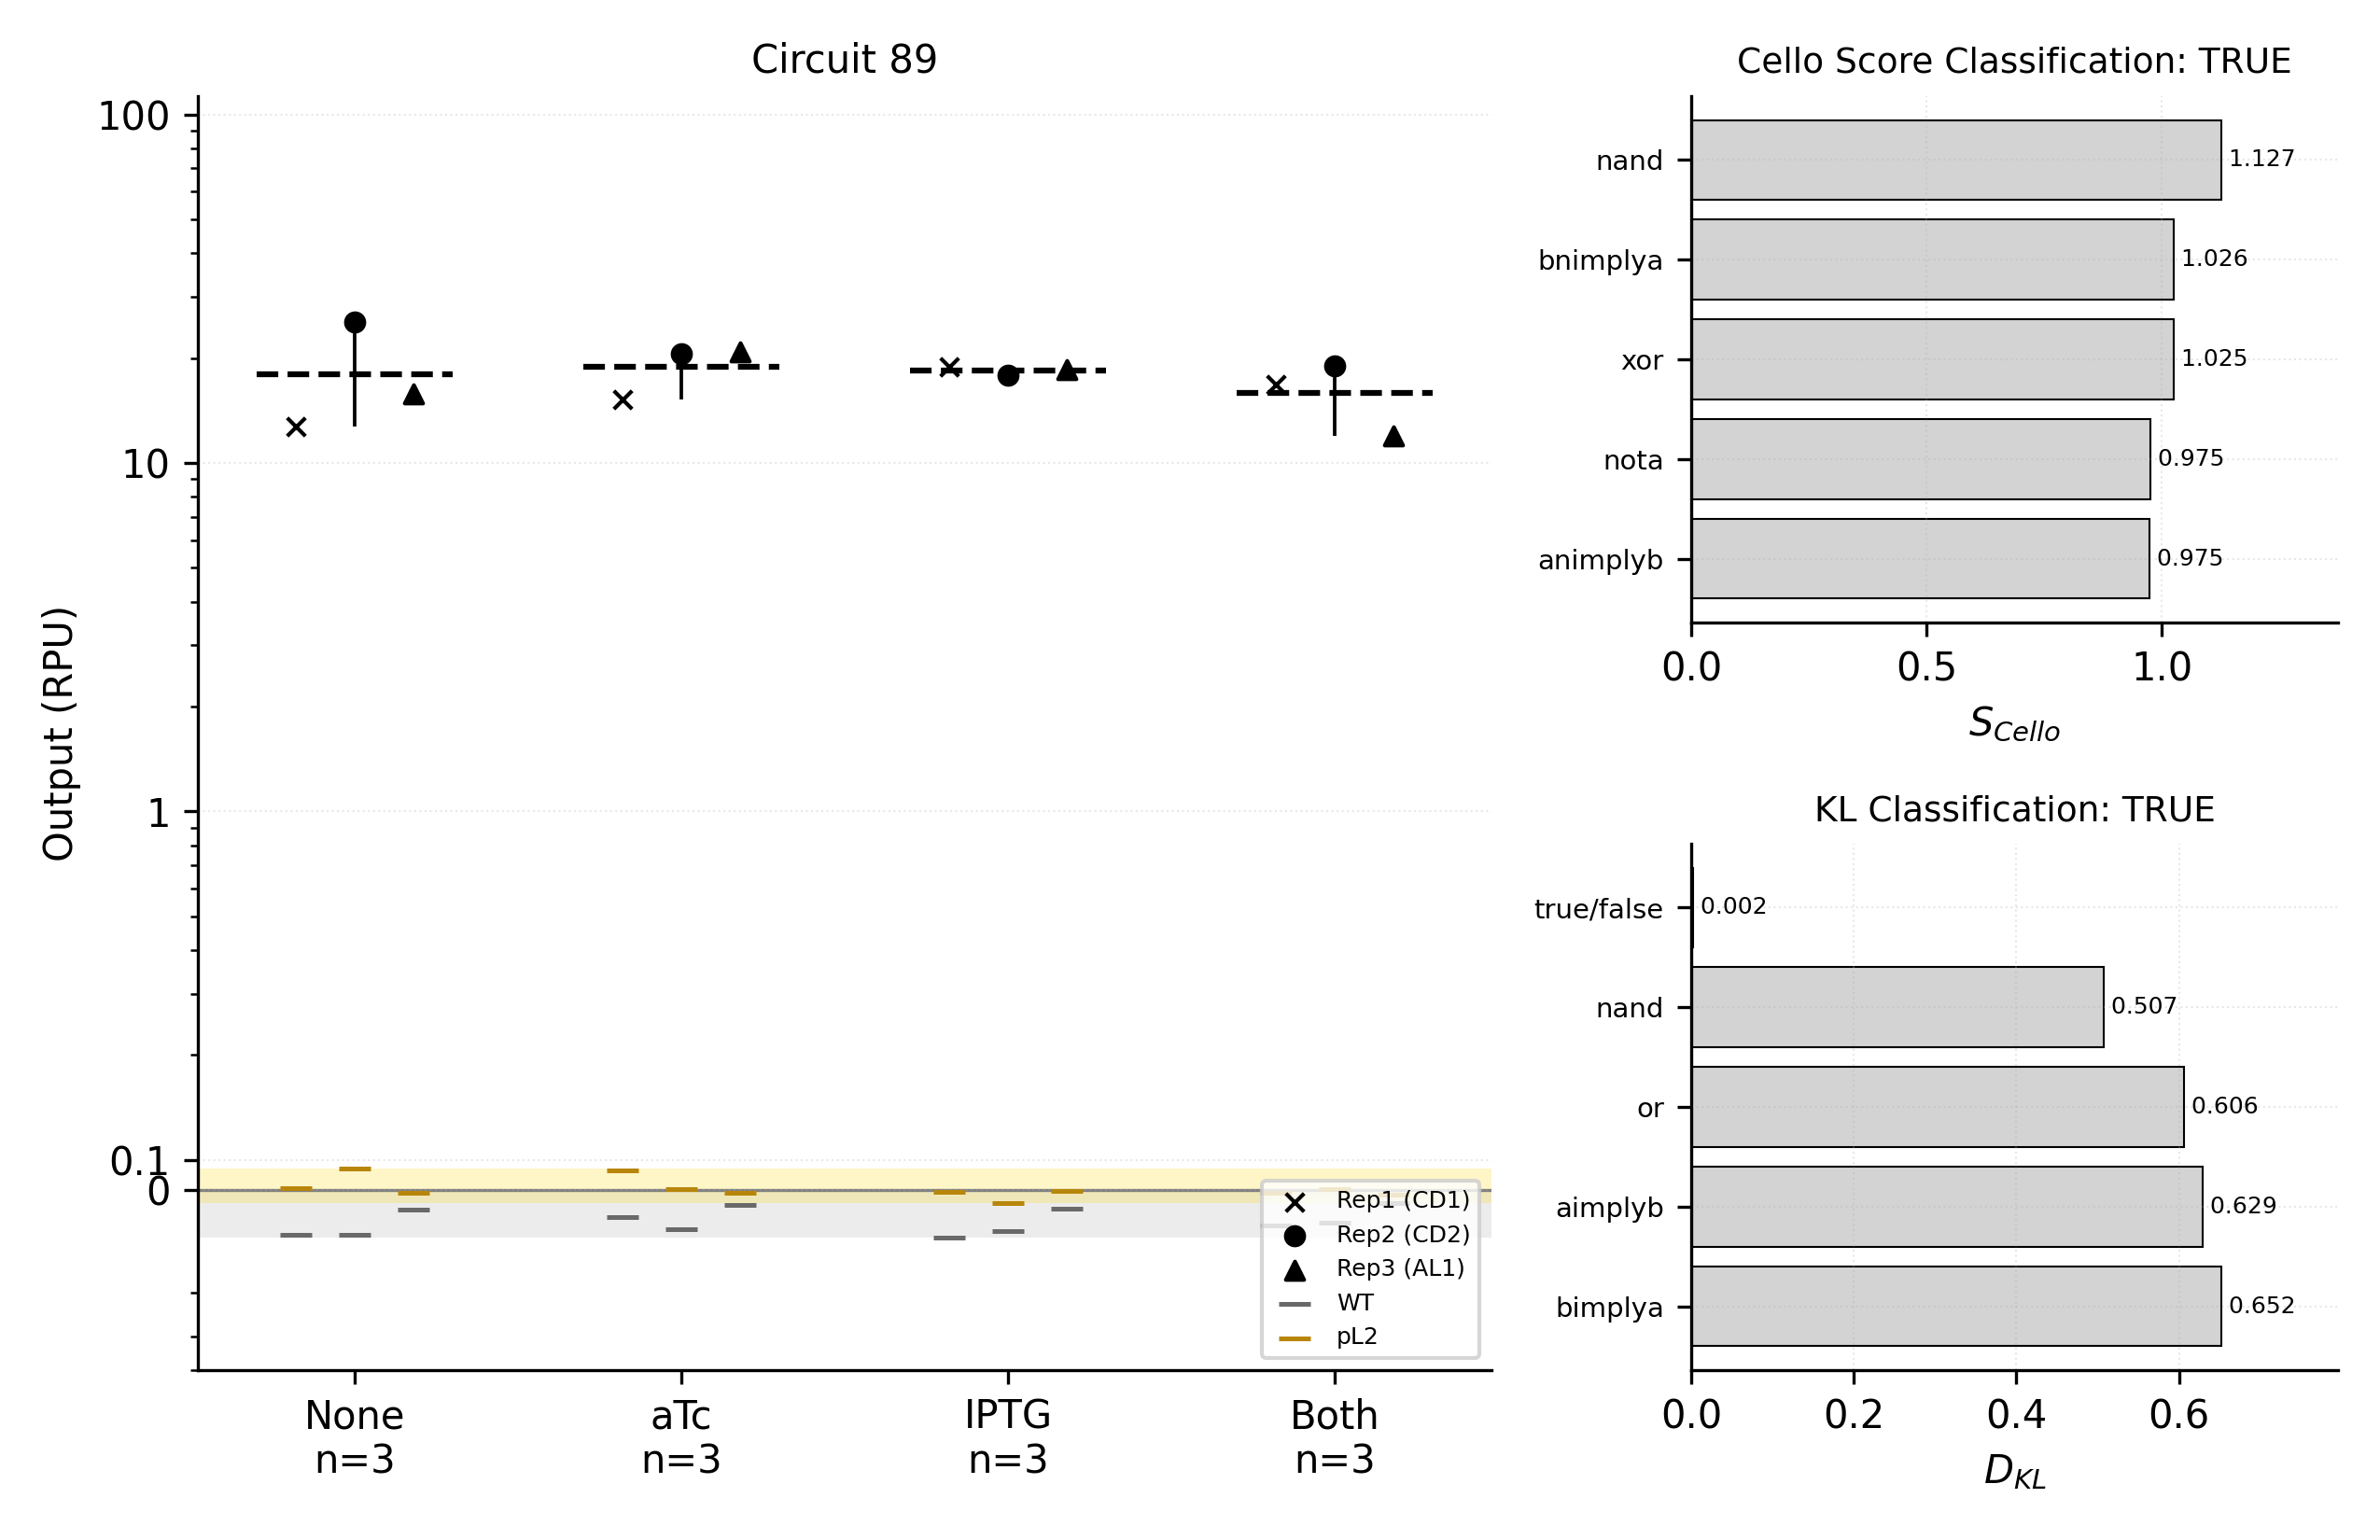 Circuit 89
100
10
1
0.1
0
Output (RPU)
None
n=3
aTc
n=3
IPTG
n=3
Both
n=3
Rep1 (CD1)
Rep2 (CD2)
Rep3 (AL1)
WT
pL2
Cello Score Classification: TRUE
nand
1.127
bnimplya
1.026
xor
1.025
nota
0.975
animplyb
0.975
0.0 0.5 1.0
S_Cello
KL Classification: TRUE
true/false
0.002
nand
0.507
or
0.606
aimplyb
0.629
bimplya
0.652
0.0 0.2 0.4 0.6
D_KL